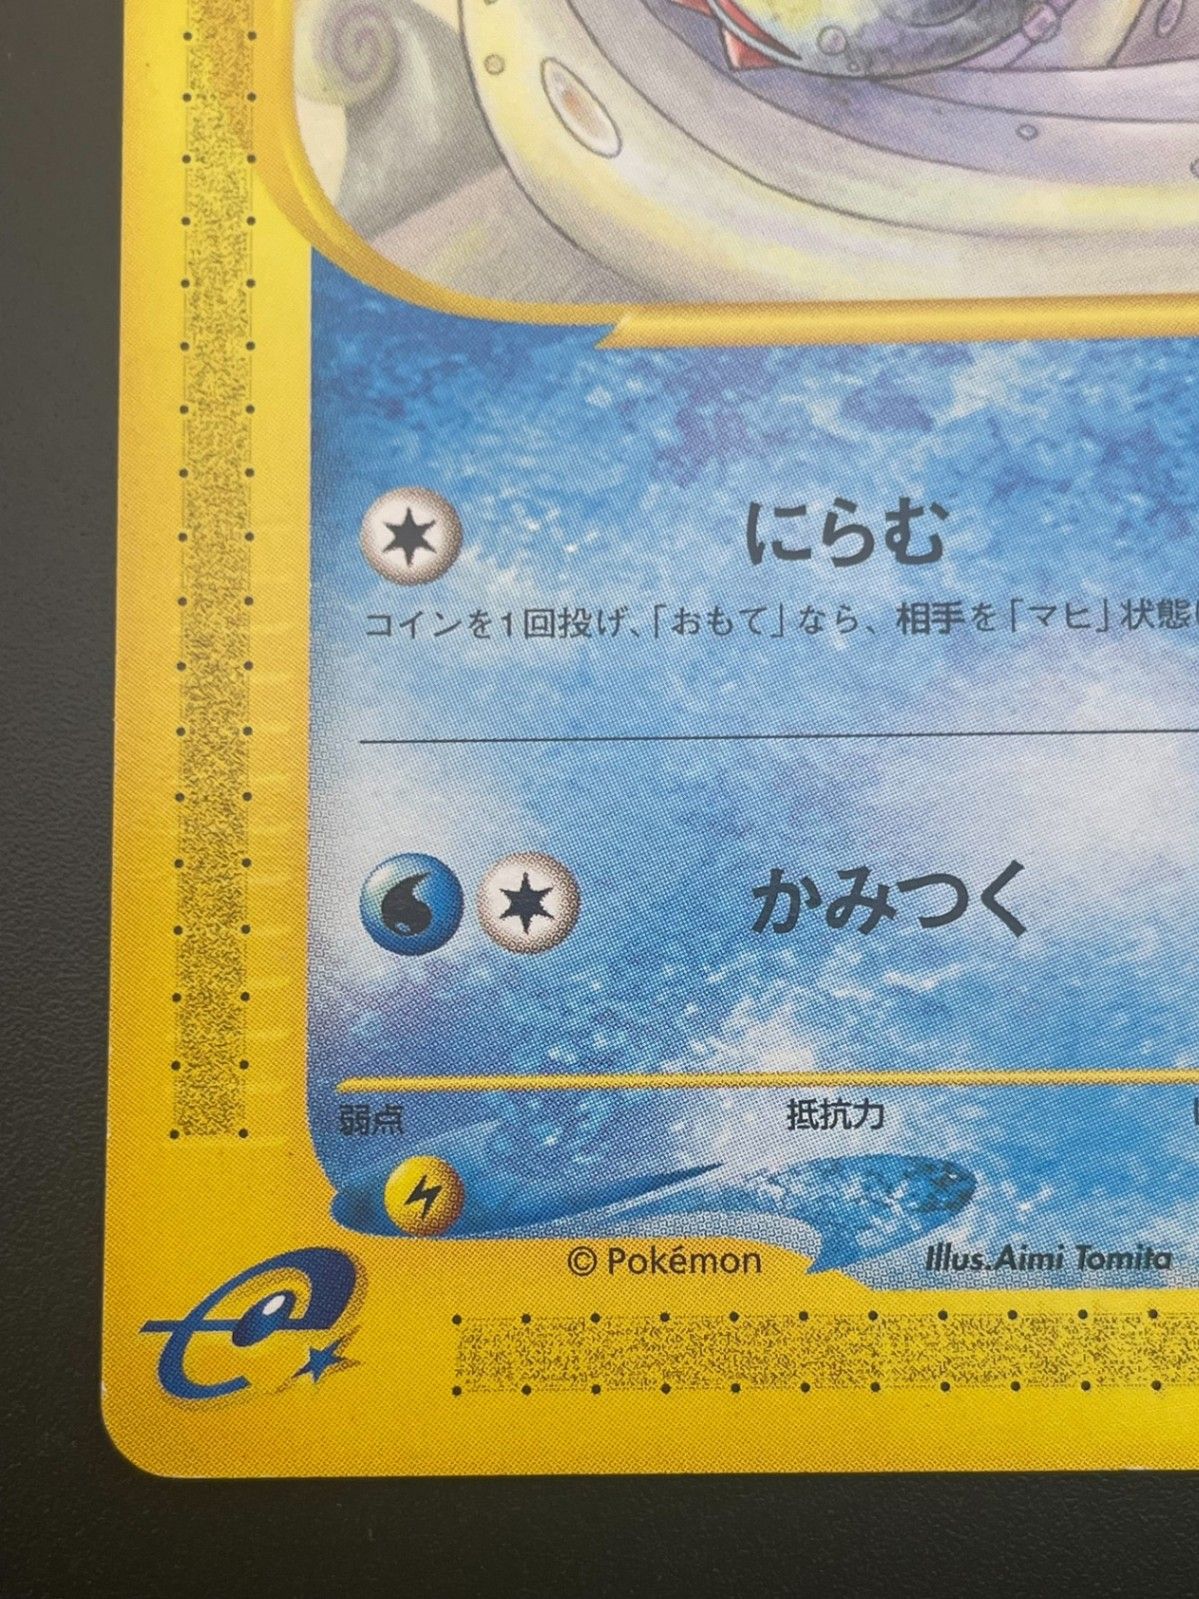 にらむ
コインを1回投げ、「おもて」なら、相手を「マヒ」状態
かみつく
弱点 抵抗力
© Pokémon Illus.Aimi Tomita